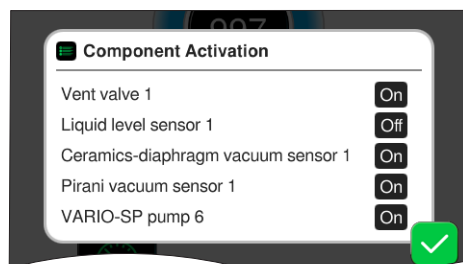 997
Component Activation
Vent valve 1 On
Liquid level sensor 1 Off
Ceramics-diaphragm vacuum sensor 1 On
Pirani vacuum sensor 1 On
VARIO-SP pump 6 On